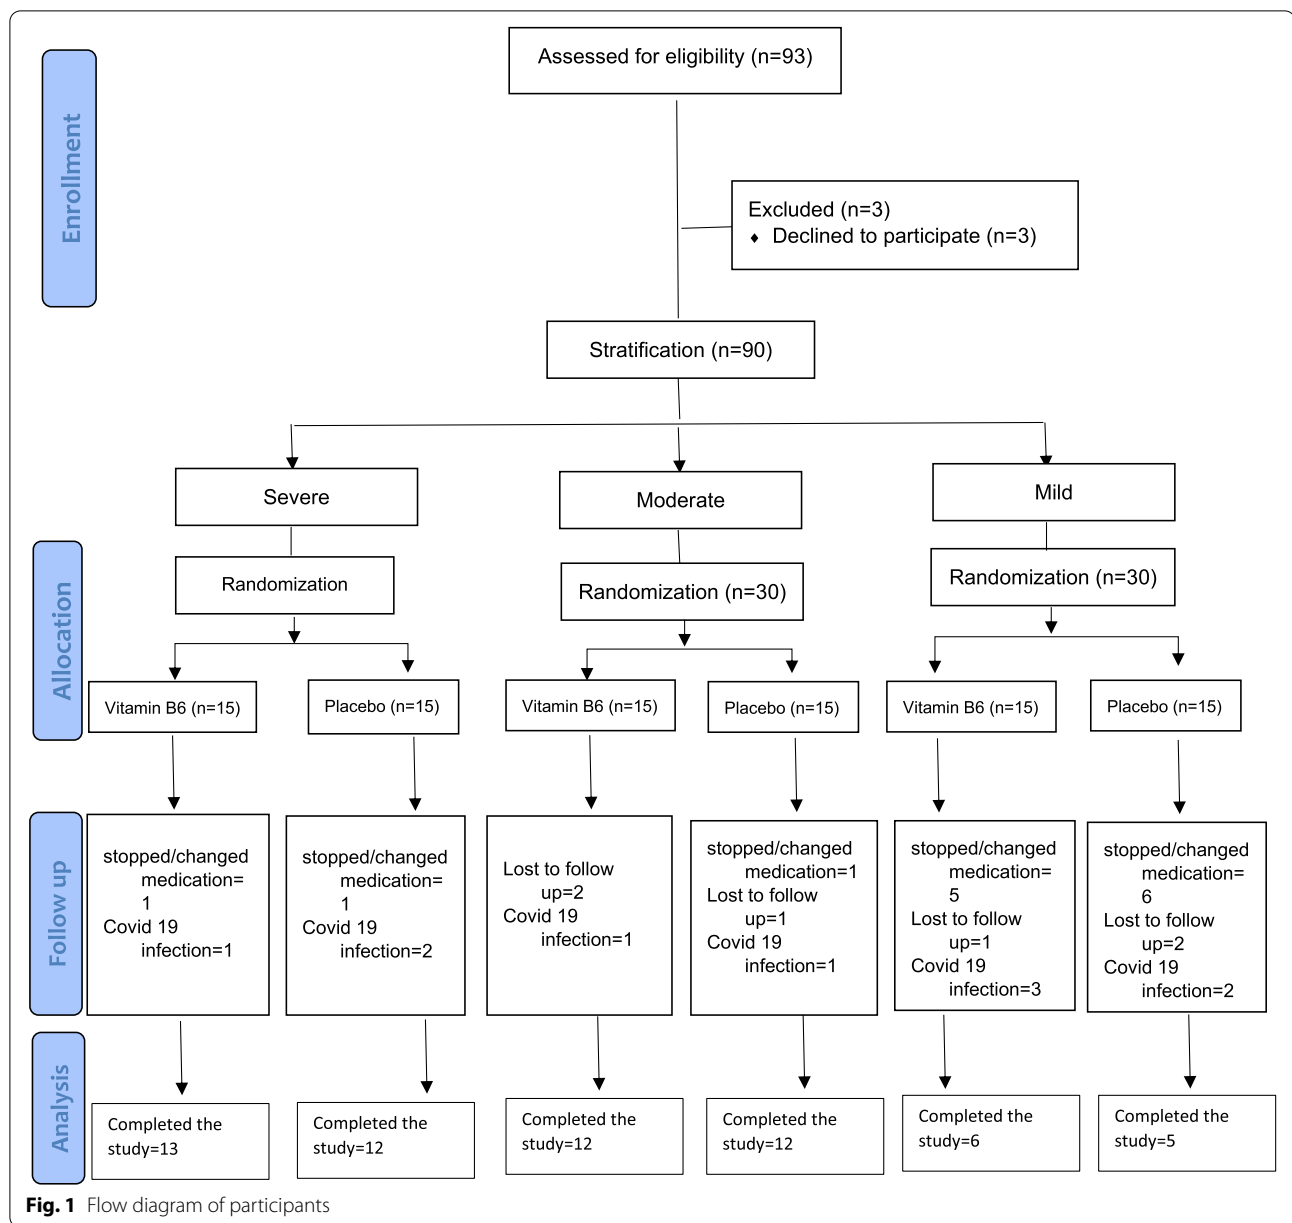 Enrollment
Assessed for eligibility (n=93)
Excluded (n=3)
♦ Declined to participate (n=3)
Stratification (n=90)
Severe
Moderate
Mild
Allocation
Randomization
Randomization (n=30)
Randomization (n=30)
Vitamin B6 (n=15)
Placebo (n=15)
Vitamin B6 (n=15)
Placebo (n=15)
Vitamin B6 (n=15)
Placebo (n=15)
Follow up
stopped/changed
medication=
1
Covid 19
infection=1
stopped/changed
medication=
1
Covid 19
infection=2
Lost to follow
up=2
Covid 19
infection=1
stopped/changed
medication=1
Lost to follow
up=1
Covid 19
infection=1
stopped/changed
medication=
5
Lost to follow
up=1
Covid 19
infection=3
stopped/changed
medication=
6
Lost to follow
up=2
Covid 19
infection=2
Analysis
Completed the
study=13
Completed the
study=12
Completed the
study=12
Completed the
study=12
Completed the
study=6
Completed the
study=5
Fig. 1 Flow diagram of participants